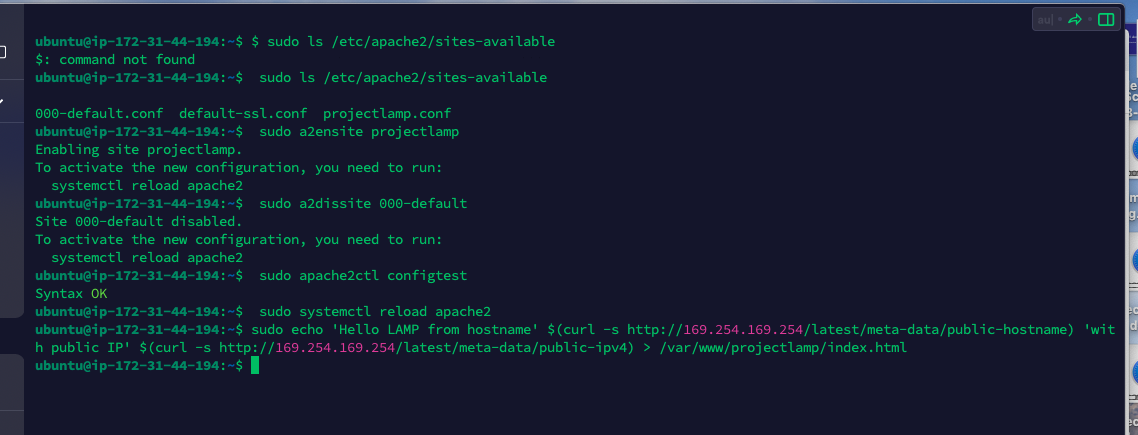 au|
ubuntu@ip-172-31-44-194:~$ $ sudo ls /etc/apache2/sites-available
$: command not found
ubuntu@ip-172-31-44-194:~$  sudo ls /etc/apache2/sites-available
000-default.conf  default-ssl.conf  projectlamp.conf
ubuntu@ip-172-31-44-194:~$  sudo a2ensite projectlamp
Enabling site projectlamp.
To activate the new configuration, you need to run:
  systemctl reload apache2
ubuntu@ip-172-31-44-194:~$  sudo a2dissite 000-default
Site 000-default disabled.
To activate the new configuration, you need to run:
  systemctl reload apache2
ubuntu@ip-172-31-44-194:~$  sudo apache2ctl configtest
Syntax OK
ubuntu@ip-172-31-44-194:~$  sudo systemctl reload apache2
ubuntu@ip-172-31-44-194:~$ sudo echo 'Hello LAMP from hostname' $(curl -s http://169.254.169.254/latest/meta-data/public-hostname) 'wit
h public IP' $(curl -s http://169.254.169.254/latest/meta-data/public-ipv4) > /var/www/projectlamp/index.html
ubuntu@ip-172-31-44-194:~$